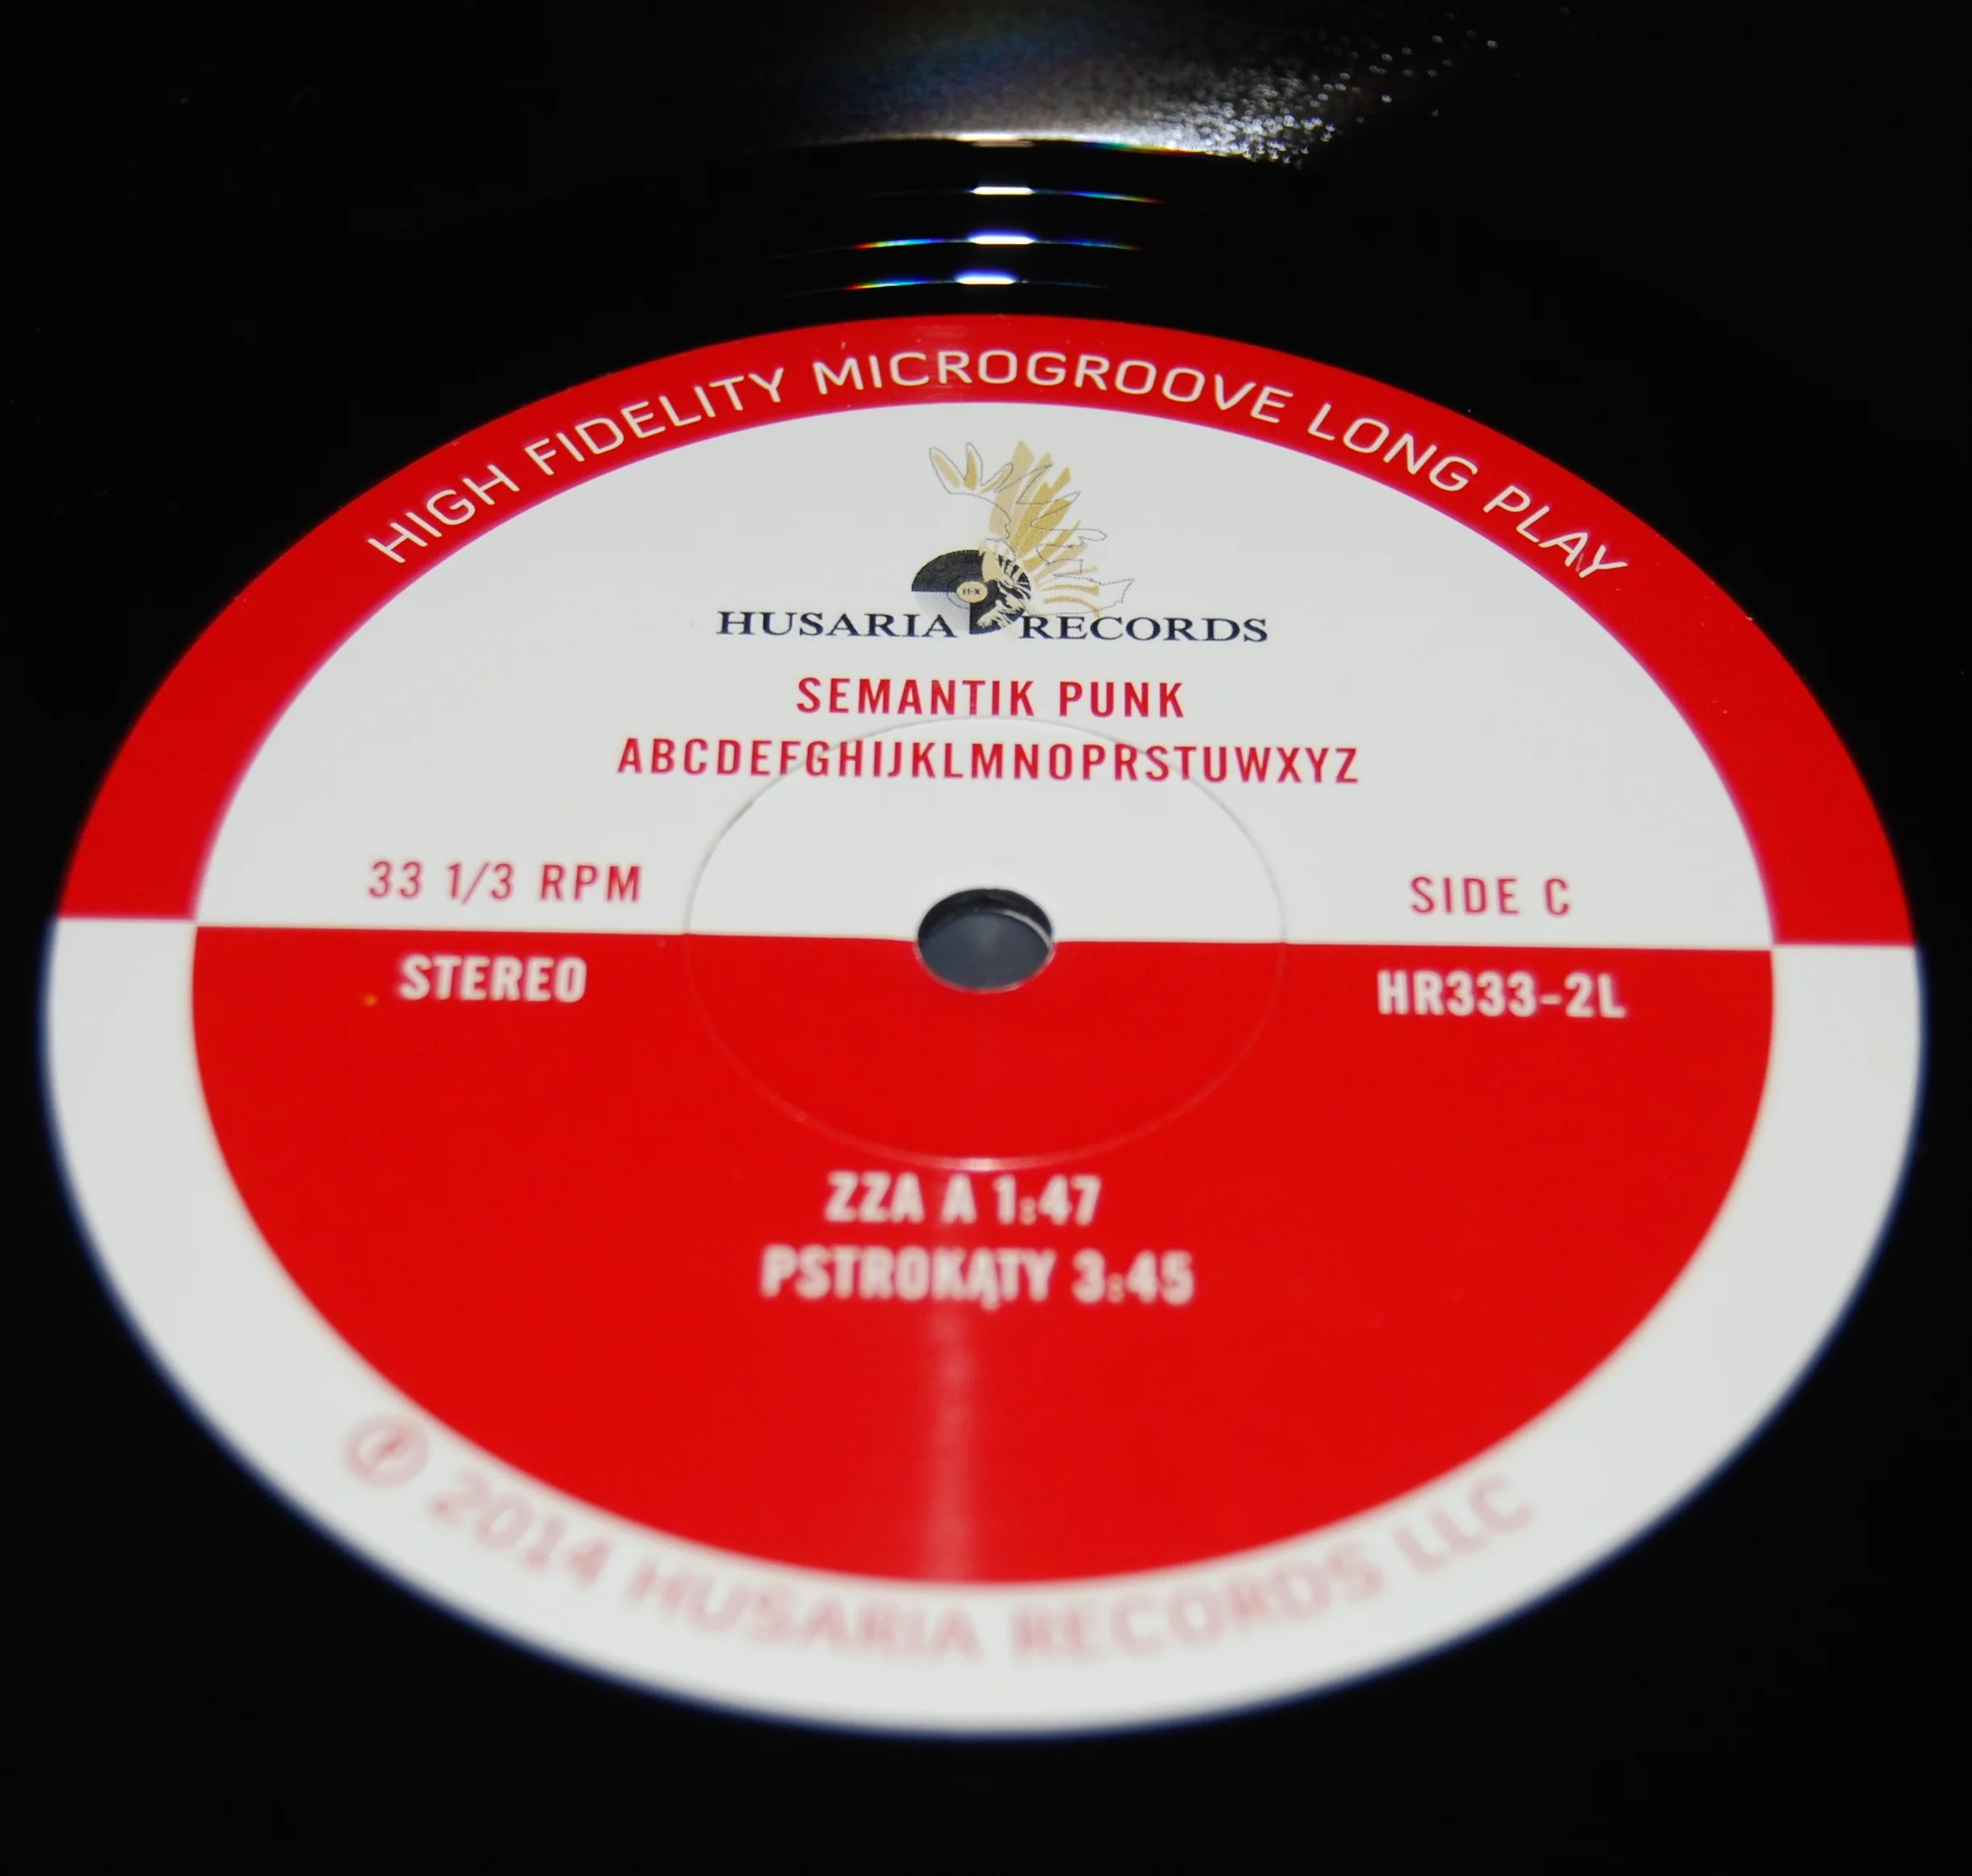 HIGH FIDELITY MICROGROOVE LONG PLAY
H-R
HUSARIA RECORDS
SEMANTIK PUNK
ABCDEFGHIJKLMNOPRSTUWXYZ
33 1/3 RPM
SIDE C
STEREO
HR333-2L
ZZA A 1:47
PSTROKĄTY 3:45
℗ 2014 HUSARIA RECORDS LLC